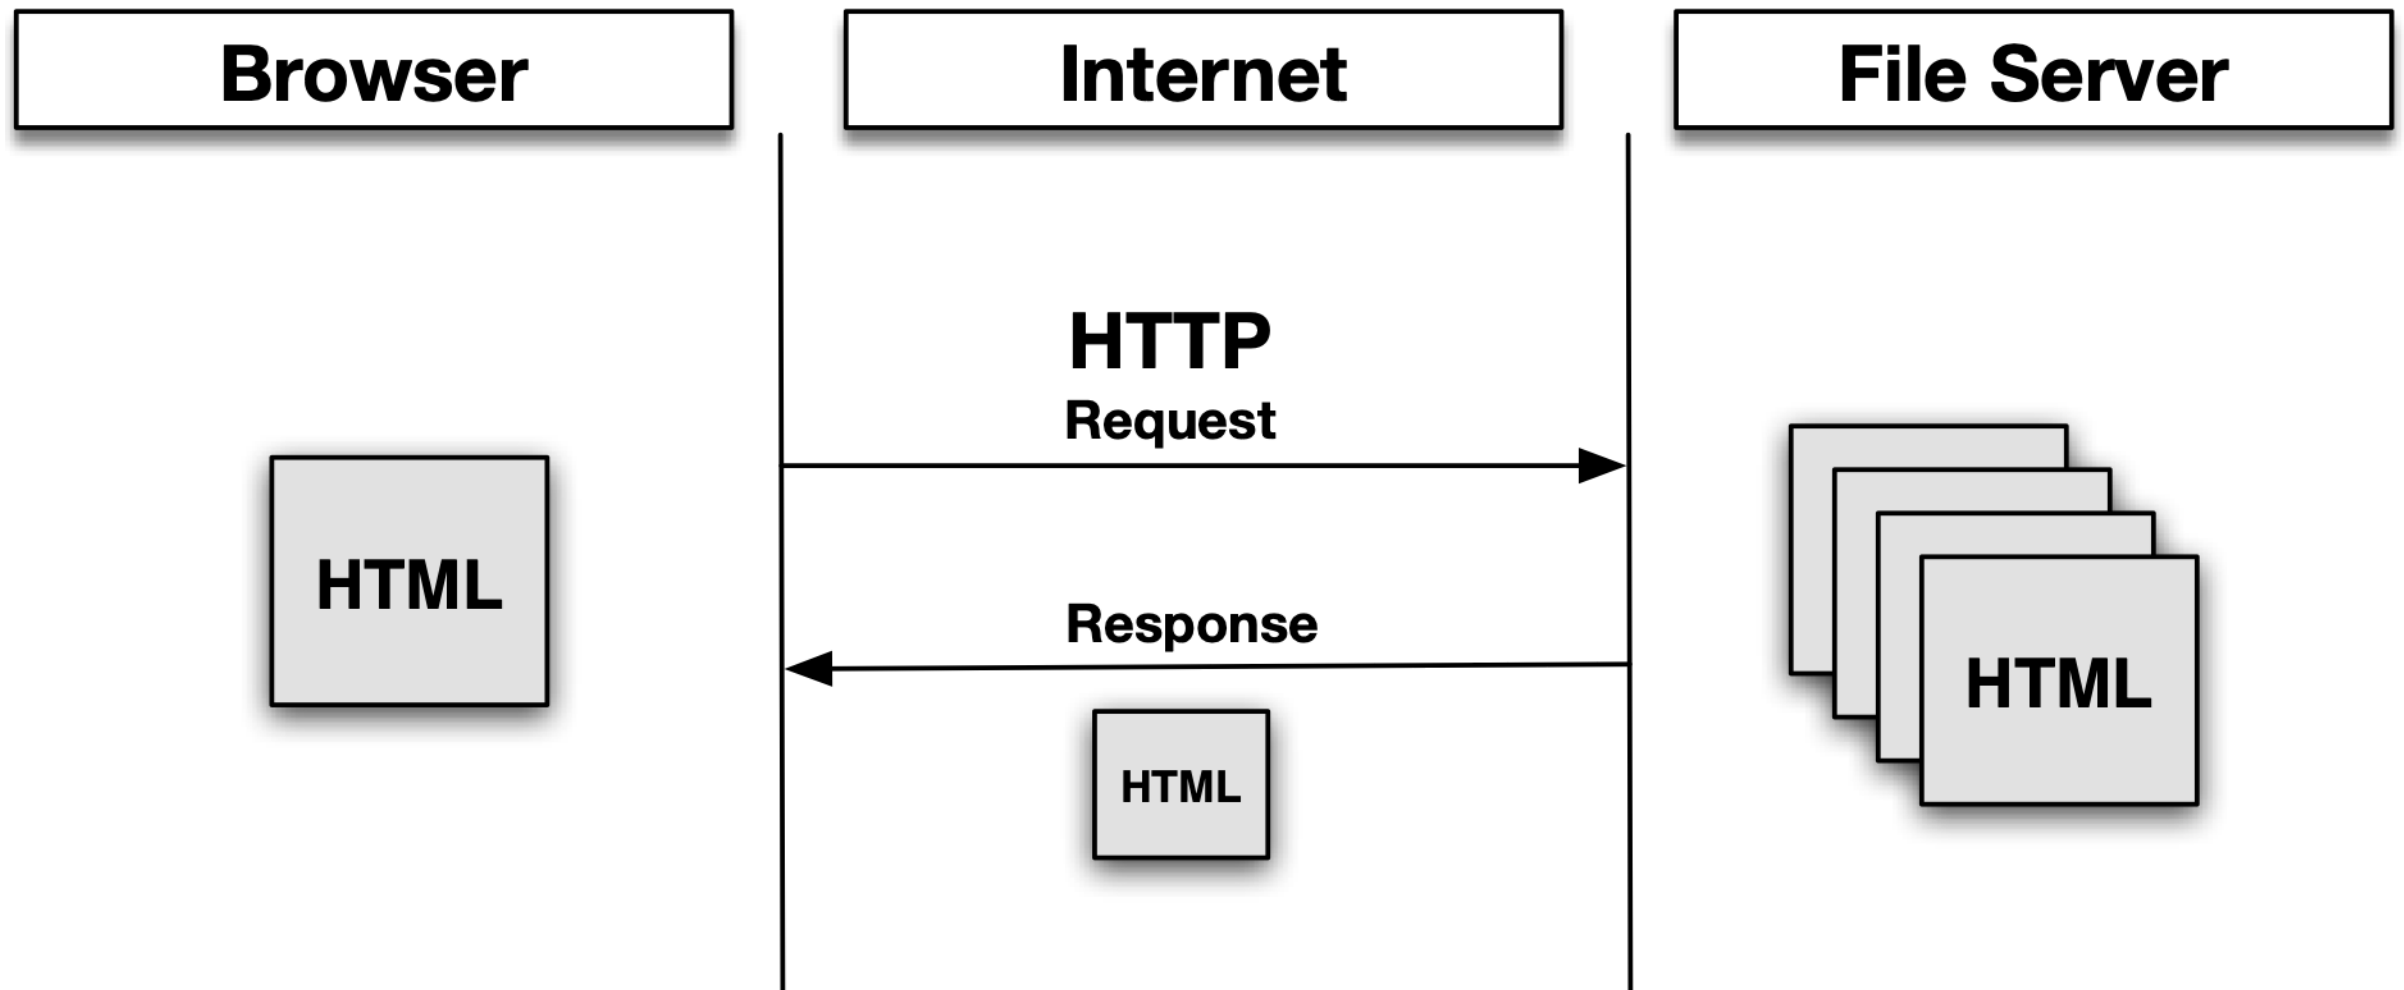 Browser
Internet
File Server
HTTP
Request
HTML
Response
HTML
HTML